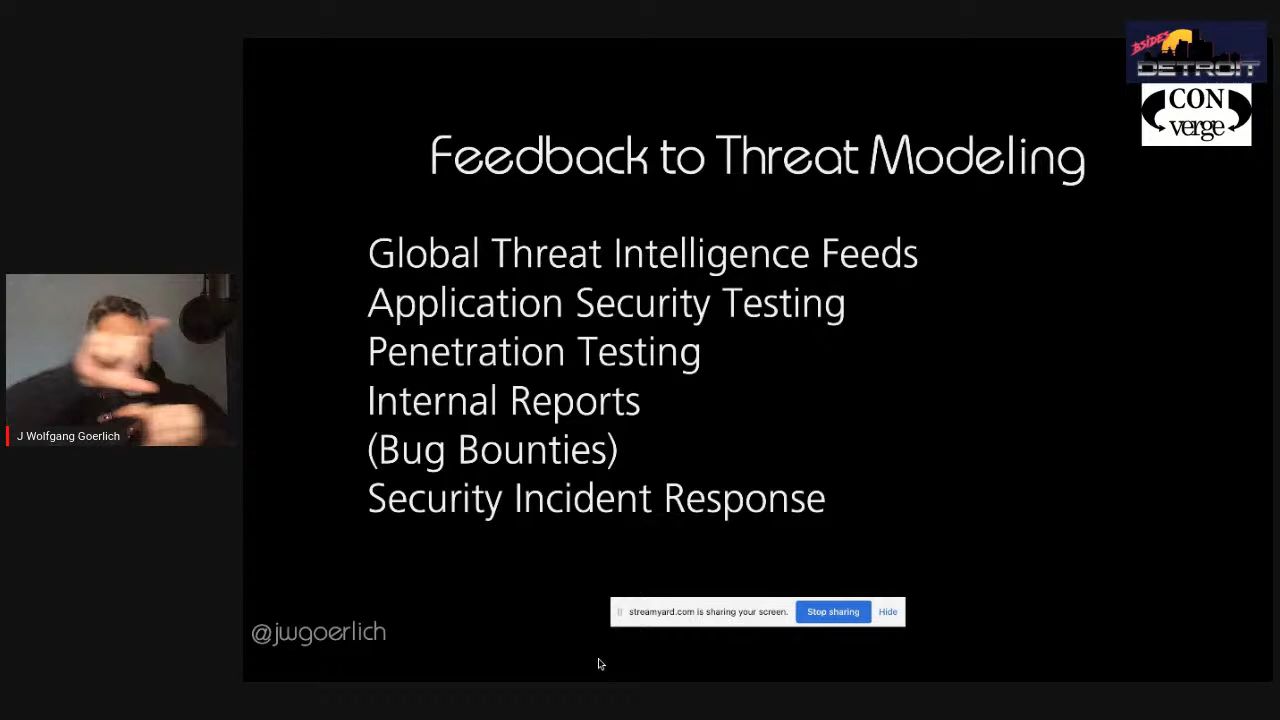 BSIDES
DETROIT
CON
verge
Feedback to Threat Modeling
Global Threat Intelligence Feeds
Application Security Testing
Penetration Testing
Internal Reports
(Bug Bounties)
Security Incident Response
J Wolfgang Goerlich
streamyard.com is sharing your screen. Stop sharing Hide
@jwgoerlich